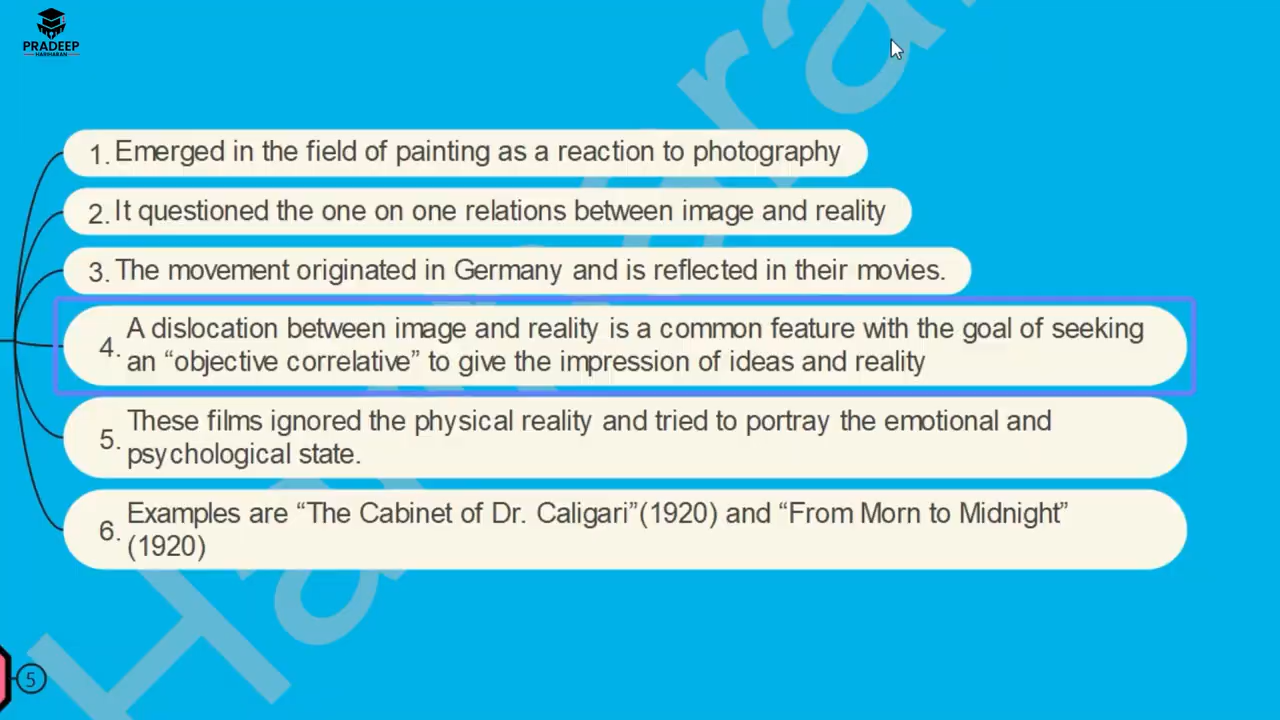 PRADEEP
HARIHARAN
1. Emerged in the field of painting as a reaction to photography
2. It questioned the one on one relations between image and reality
3. The movement originated in Germany and is reflected in their movies.
4. A dislocation between image and reality is a common feature with the goal of seeking
an “objective correlative” to give the impression of ideas and reality
5. These films ignored the physical reality and tried to portray the emotional and
psychological state.
6. Examples are “The Cabinet of Dr. Caligari”(1920) and “From Morn to Midnight”
(1920)
5